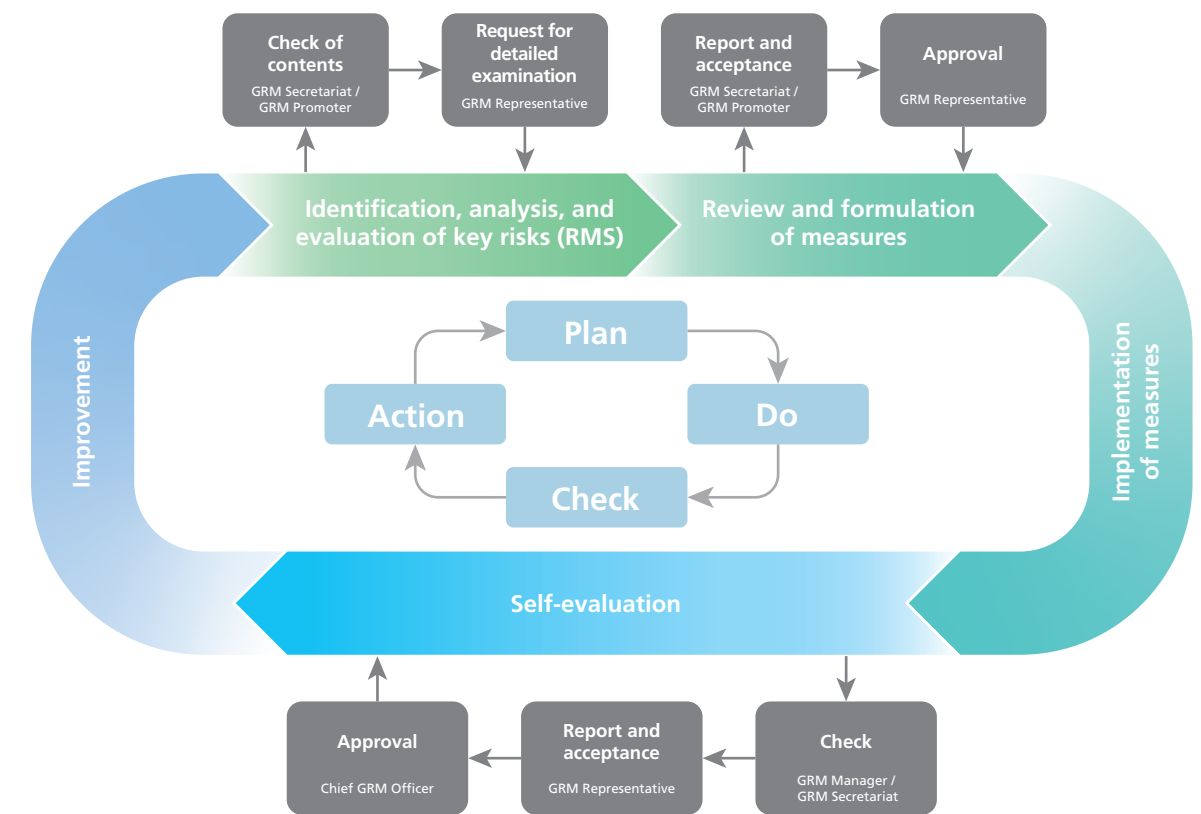 Check of
contents
GRM Secretariat /
GRM Promoter
Request for
detailed
examination
GRM Representative
Report and
acceptance
GRM Secretariat /
GRM Promoter
Approval
GRM Representative
Identification, analysis, and
evaluation of key risks (RMS)
Review and formulation
of measures
Implementation
of measures
Improvement
Plan
Action
Do
Check
Self-evaluation
Approval
Chief GRM Officer
Report and
acceptance
GRM Representative
Check
GRM Manager /
GRM Secretariat